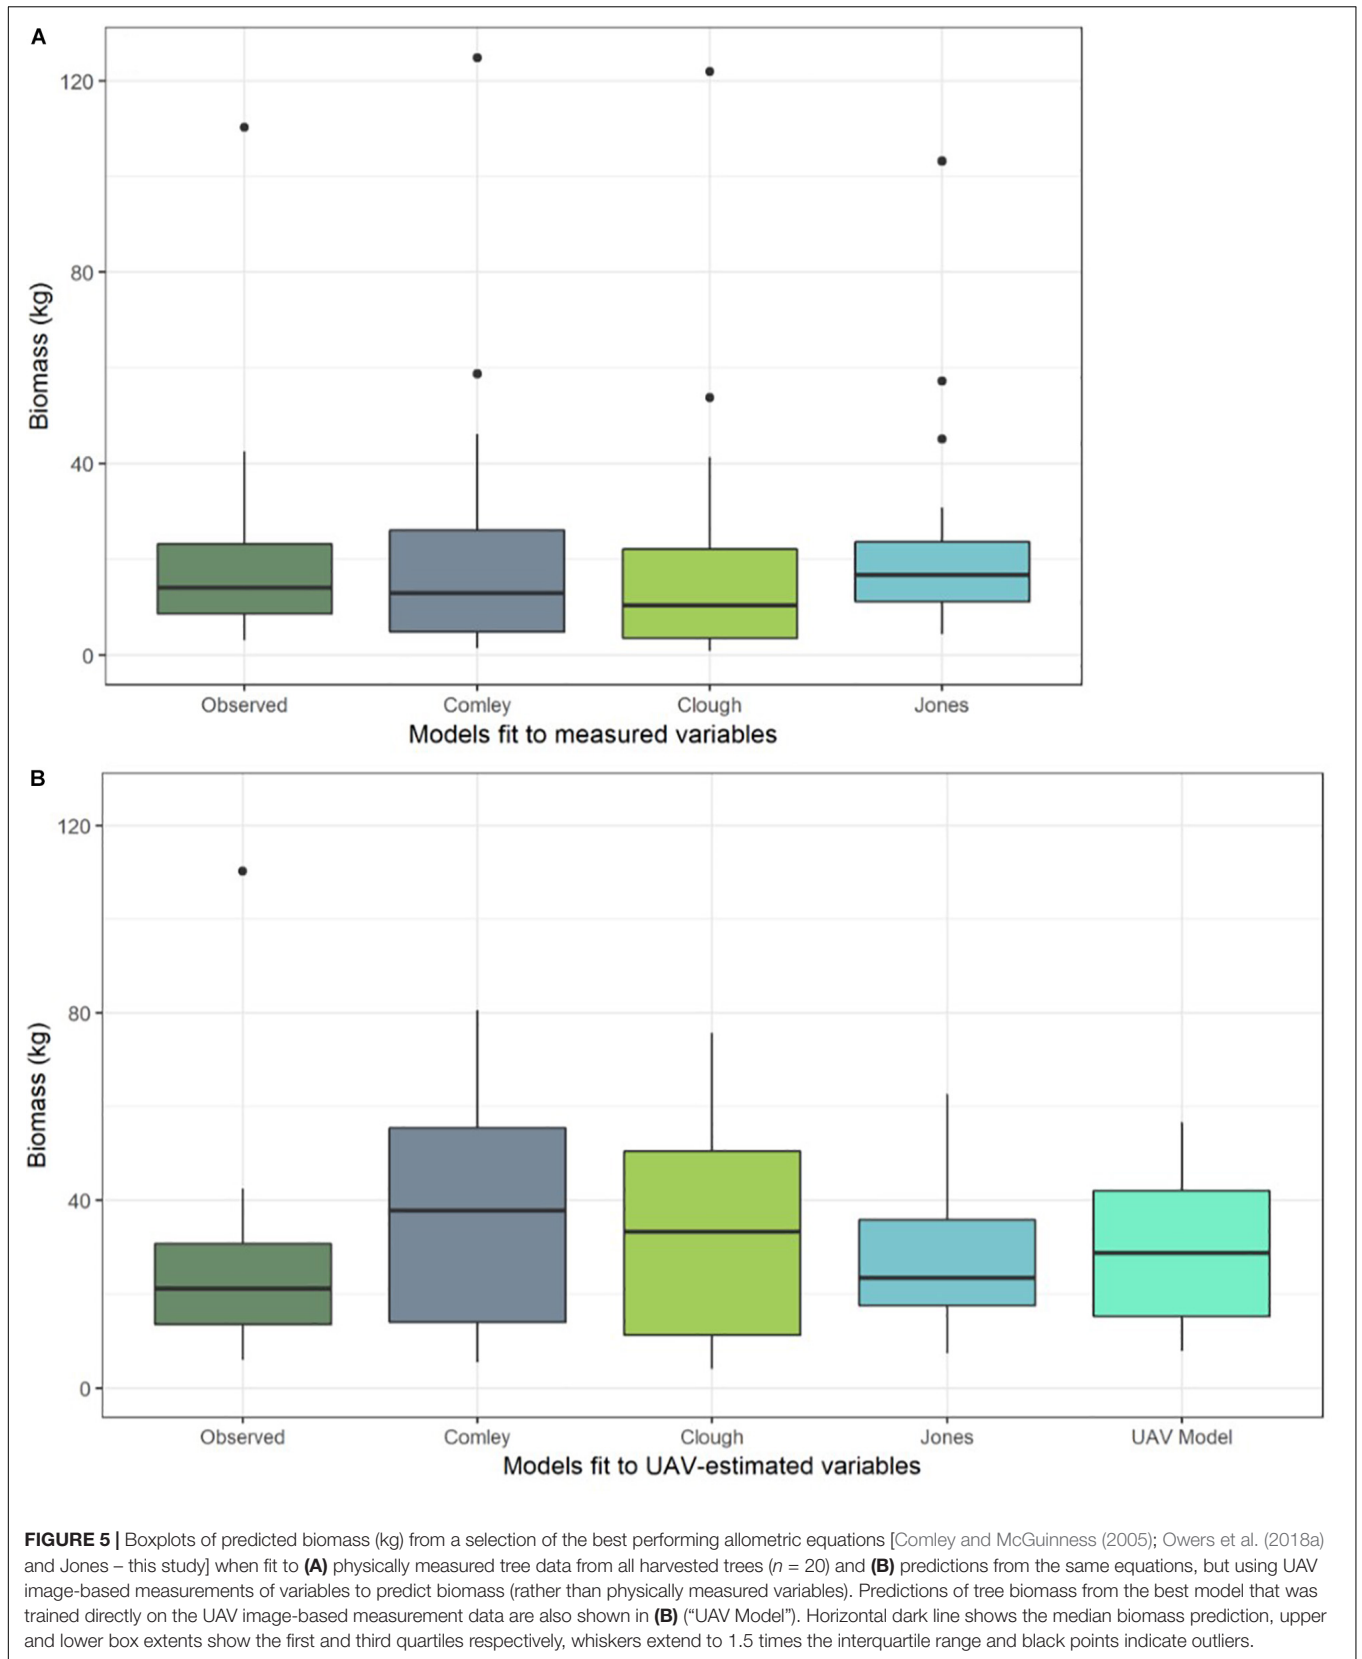 A
120
80
40
0
Biomass (kg)
Observed Comley Clough Jones
Models fit to measured variables
B
120
80
40
0
Biomass (kg)
Observed Comley Clough Jones UAV Model
Models fit to UAV-estimated variables
FIGURE 5 | Boxplots of predicted biomass (kg) from a selection of the best performing allometric equations [Comley and McGuinness (2005); Owers et al. (2018a)
and Jones – this study] when fit to (A) physically measured tree data from all harvested trees (n = 20) and (B) predictions from the same equations, but using UAV
image-based measurements of variables to predict biomass (rather than physically measured variables). Predictions of tree biomass from the best model that was
trained directly on the UAV image-based measurement data are also shown in (B) (“UAV Model”). Horizontal dark line shows the median biomass prediction, upper
and lower box extents show the first and third quartiles respectively, whiskers extend to 1.5 times the interquartile range and black points indicate outliers.